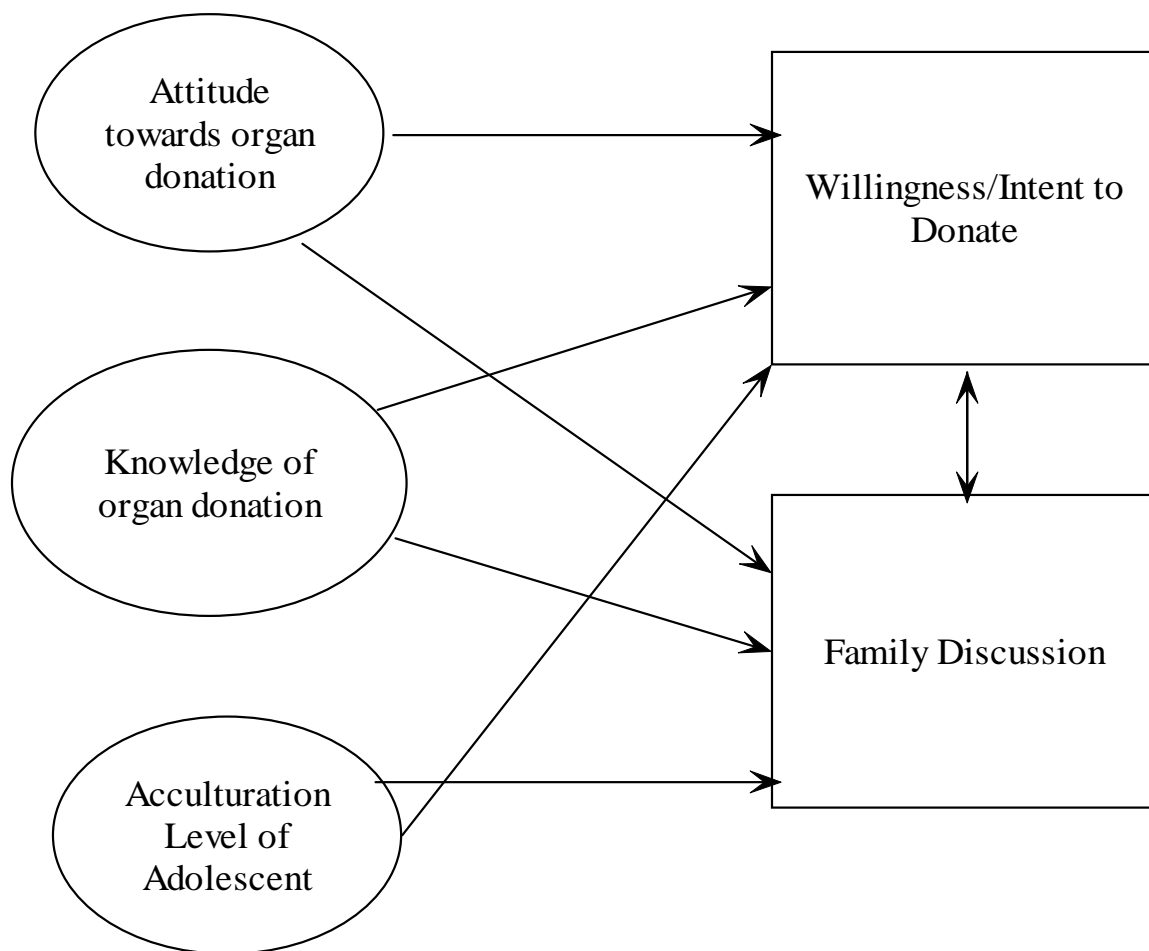 Attitude
towards organ
donation
Willingness/Intent to
Donate
Knowledge of
organ donation
Family Discussion
Acculturation
Level of
Adolescent